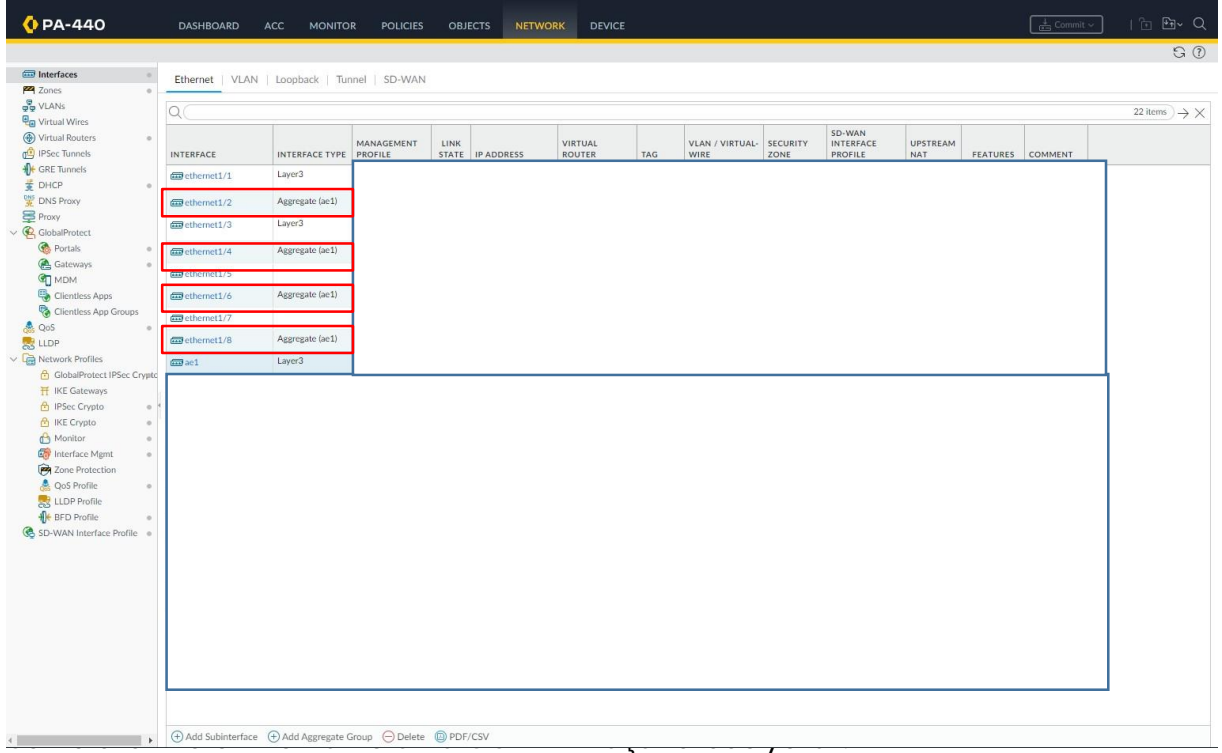 PA-440
DASHBOARD ACC MONITOR POLICIES OBJECTS NETWORK DEVICE
Commit
Interfaces
Zones
VLANs
Virtual Wires
Virtual Routers
IPSec Tunnels
GRE Tunnels
DHCP
DNS Proxy
Proxy
GlobalProtect
Portals
Gateways
MDM
Clientless Apps
Clientless App Groups
QoS
LLDP
Network Profiles
GlobalProtect IPSec Crypto
IKE Gateways
IPSec Crypto
IKE Crypto
Monitor
Interface Mgmt
Zone Protection
QoS Profile
LLDP Profile
BFD Profile
SD-WAN Interface Profile
Ethernet | VLAN | Loopback | Tunnel | SD-WAN
22 items
INTERFACE INTERFACE TYPE MANAGEMENT PROFILE LINK STATE IP ADDRESS VIRTUAL ROUTER TAG VLAN / VIRTUAL-WIRE SECURITY ZONE SD-WAN INTERFACE PROFILE UPSTREAM NAT FEATURES COMMENT
ethernet1/1 Layer3
ethernet1/2 Aggregate (ae1)
ethernet1/3 Layer3
ethernet1/4 Aggregate (ae1)
ethernet1/5
ethernet1/6 Aggregate (ae1)
ethernet1/7
ethernet1/8 Aggregate (ae1)
ae1 Layer3
Add Subinterface Add Aggregate Group Delete PDF/CSV